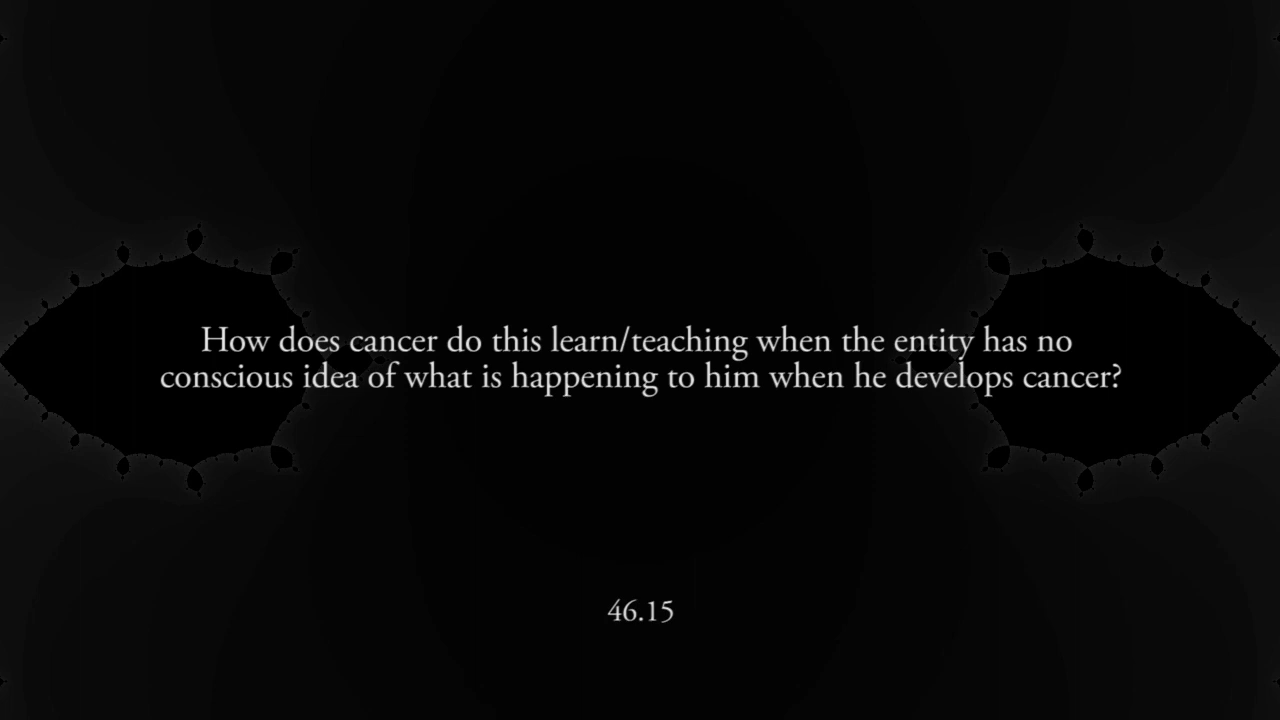 How does cancer do this learn/teaching when the entity has no
conscious idea of what is happening to him when he develops cancer?
46.15